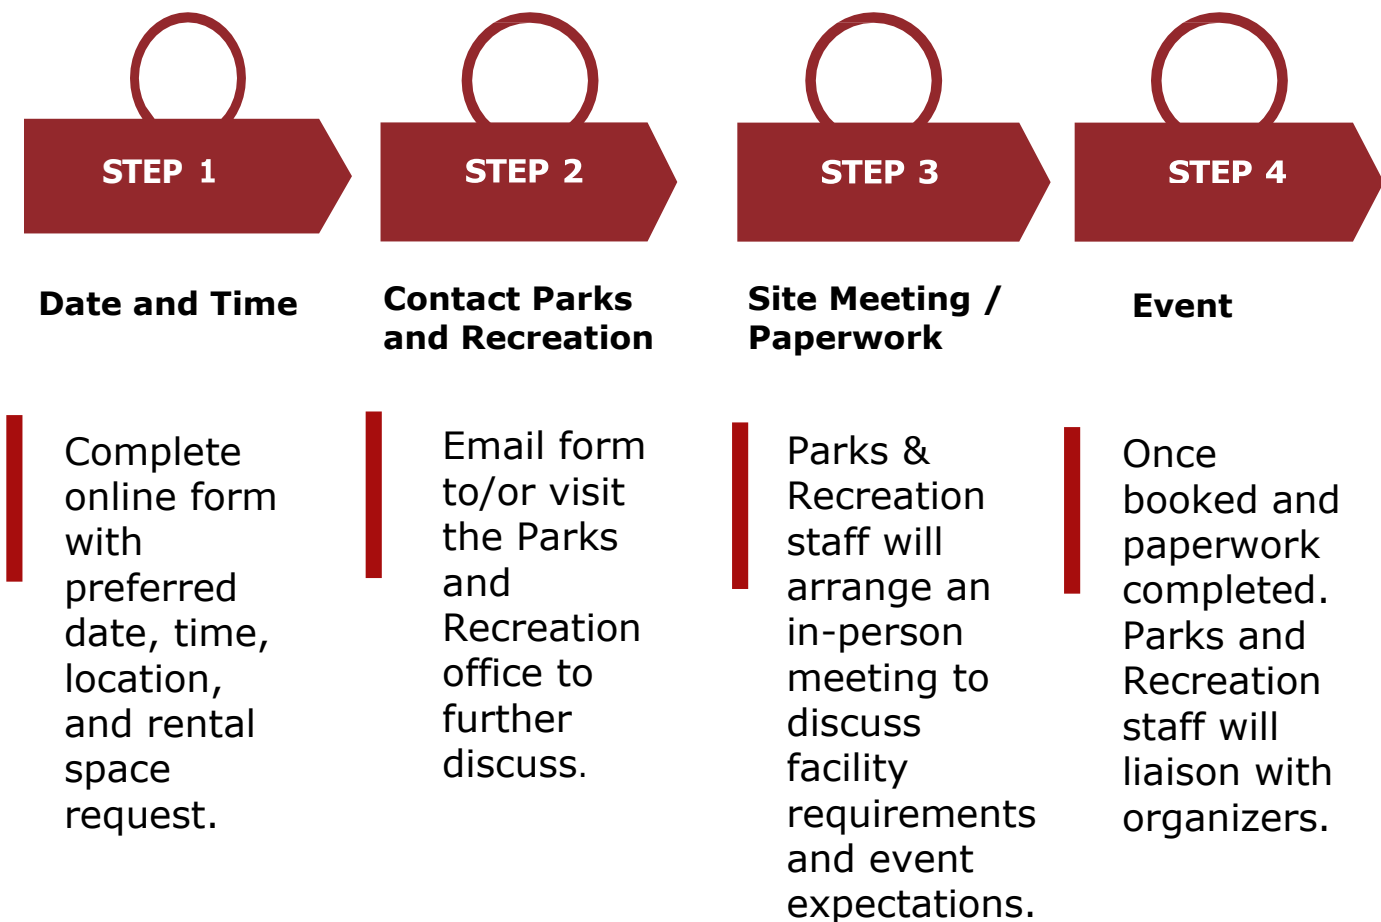 STEP 1
Date and Time
Complete
online form
with
preferred
date, time,
location,
and rental
space
request.
STEP 2
Contact Parks
and Recreation
Email form
to/or visit
the Parks
and
Recreation
office to
further
discuss.
STEP 3
Site Meeting /
Paperwork
Parks &
Recreation
staff will
arrange an
in-person
meeting to
discuss
facility
requirements
and event
expectations.
STEP 4
Event
Once
booked and
paperwork
completed.
Parks and
Recreation
staff will
liaison with
organizers.